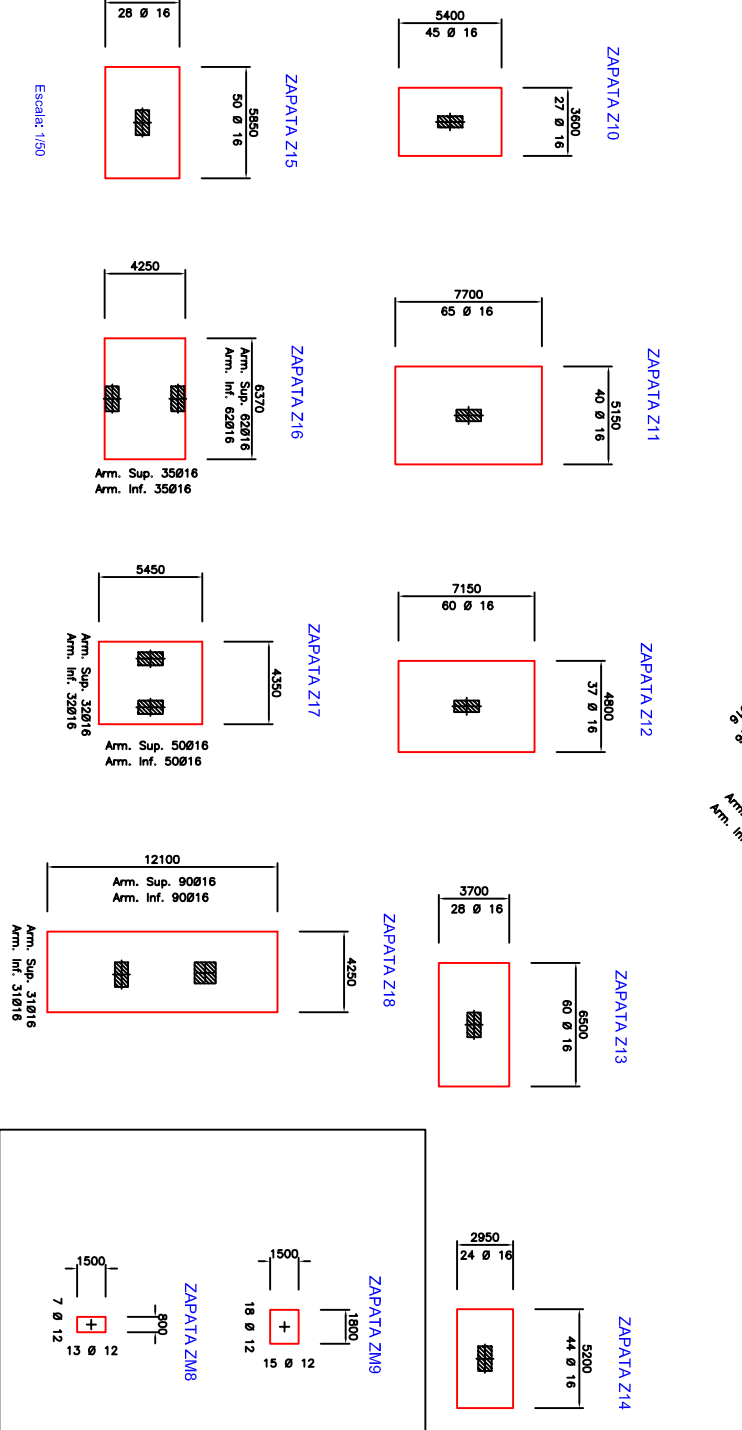 28 Ø 16
5850
50 Ø 16
ZAPATA Z15
Escala: 1/50
5400
45 Ø 16
3600
27 Ø 16
ZAPATA Z10
4250
6370
Arm. Sup. 62Ø16
Arm. Inf. 62Ø16
ZAPATA Z16
Arm. Sup. 35Ø16
Arm. Inf. 35Ø16
7700
65 Ø 16
5150
40 Ø 16
ZAPATA Z11
5450
4350
ZAPATA Z17
Arm. Sup. 32Ø16
Arm. Inf. 32Ø16
Arm. Sup. 50Ø16
Arm. Inf. 50Ø16
7150
60 Ø 16
4800
37 Ø 16
ZAPATA Z12
Arm.
Arm. In
12100
Arm. Sup. 90Ø16
Arm. Inf. 90Ø16
4250
ZAPATA Z18
Arm. Sup. 31Ø16
Arm. Inf. 31Ø16
3700
28 Ø 16
6500
60 Ø 16
ZAPATA Z13
1500
800
ZAPATA ZM8
7 Ø 12
13 Ø 12
1500
1800
ZAPATA ZM9
18 Ø 12
15 Ø 12
2950
24 Ø 16
5200
44 Ø 16
ZAPATA Z14